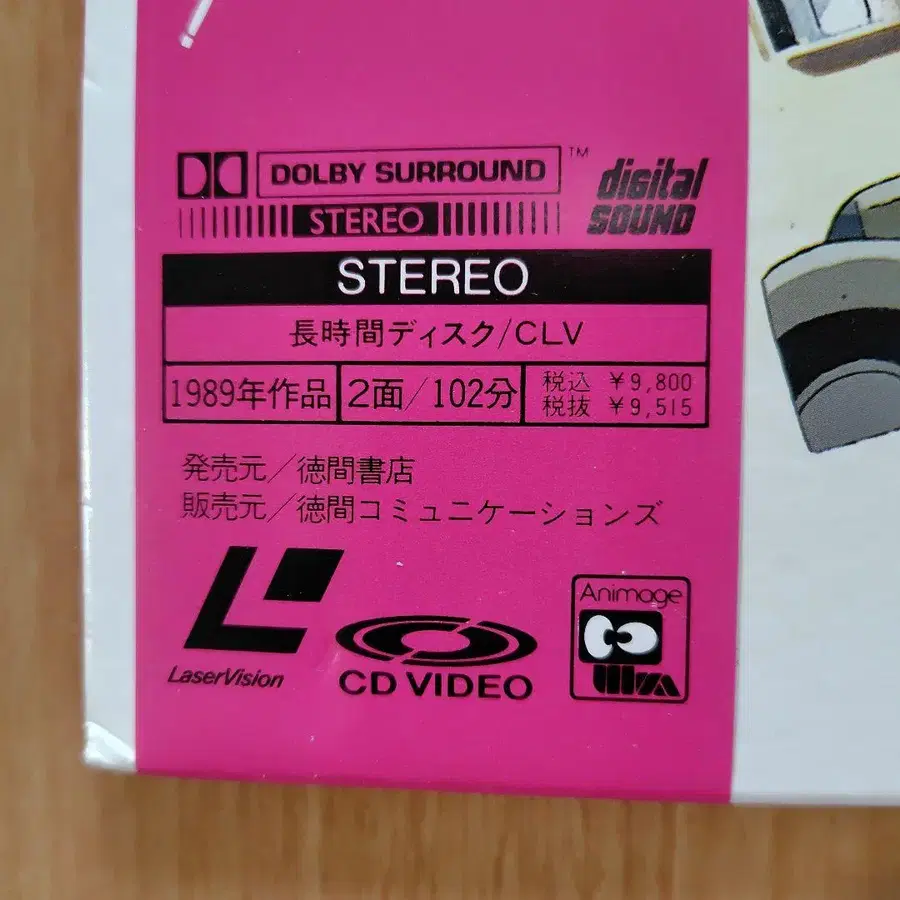 DOLBY SURROUND ™
STEREO
digital
SOUND
STEREO
長時間ディスク/CLV
1989年作品
2面/102分
税込 ¥9,800
税抜 ¥9,515
発売元/徳間書店
販売元/徳間コミュニケーションズ
LaserVision
CD VIDEO
Animage